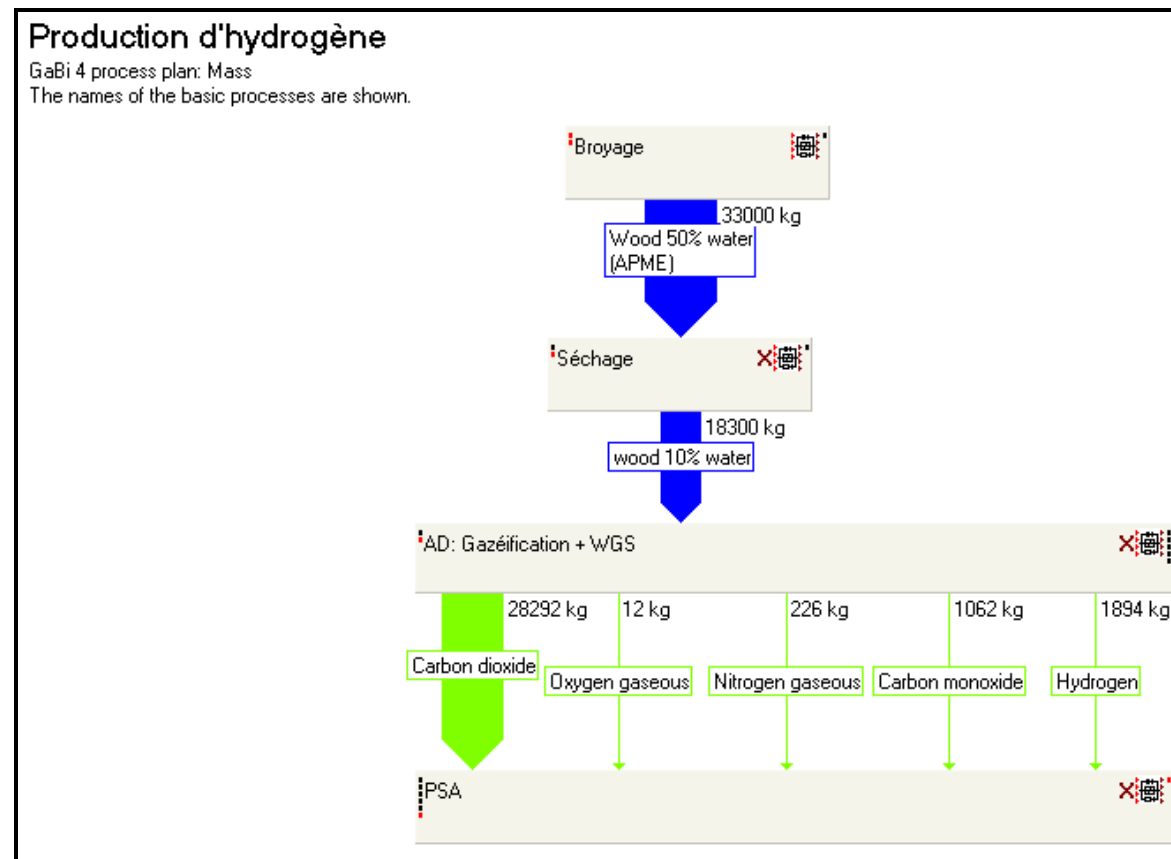 Production d'hydrogène
GaBi 4 process plan: Mass
The names of the basic processes are shown.
Broyage
33000 kg
Wood 50% water
(APME)
Séchage
18300 kg
wood 10% water
AD: Gazéification + WGS
28292 kg
12 kg
226 kg
1062 kg
1894 kg
Carbon dioxide
Oxygen gaseous
Nitrogen gaseous
Carbon monoxide
Hydrogen
PSA